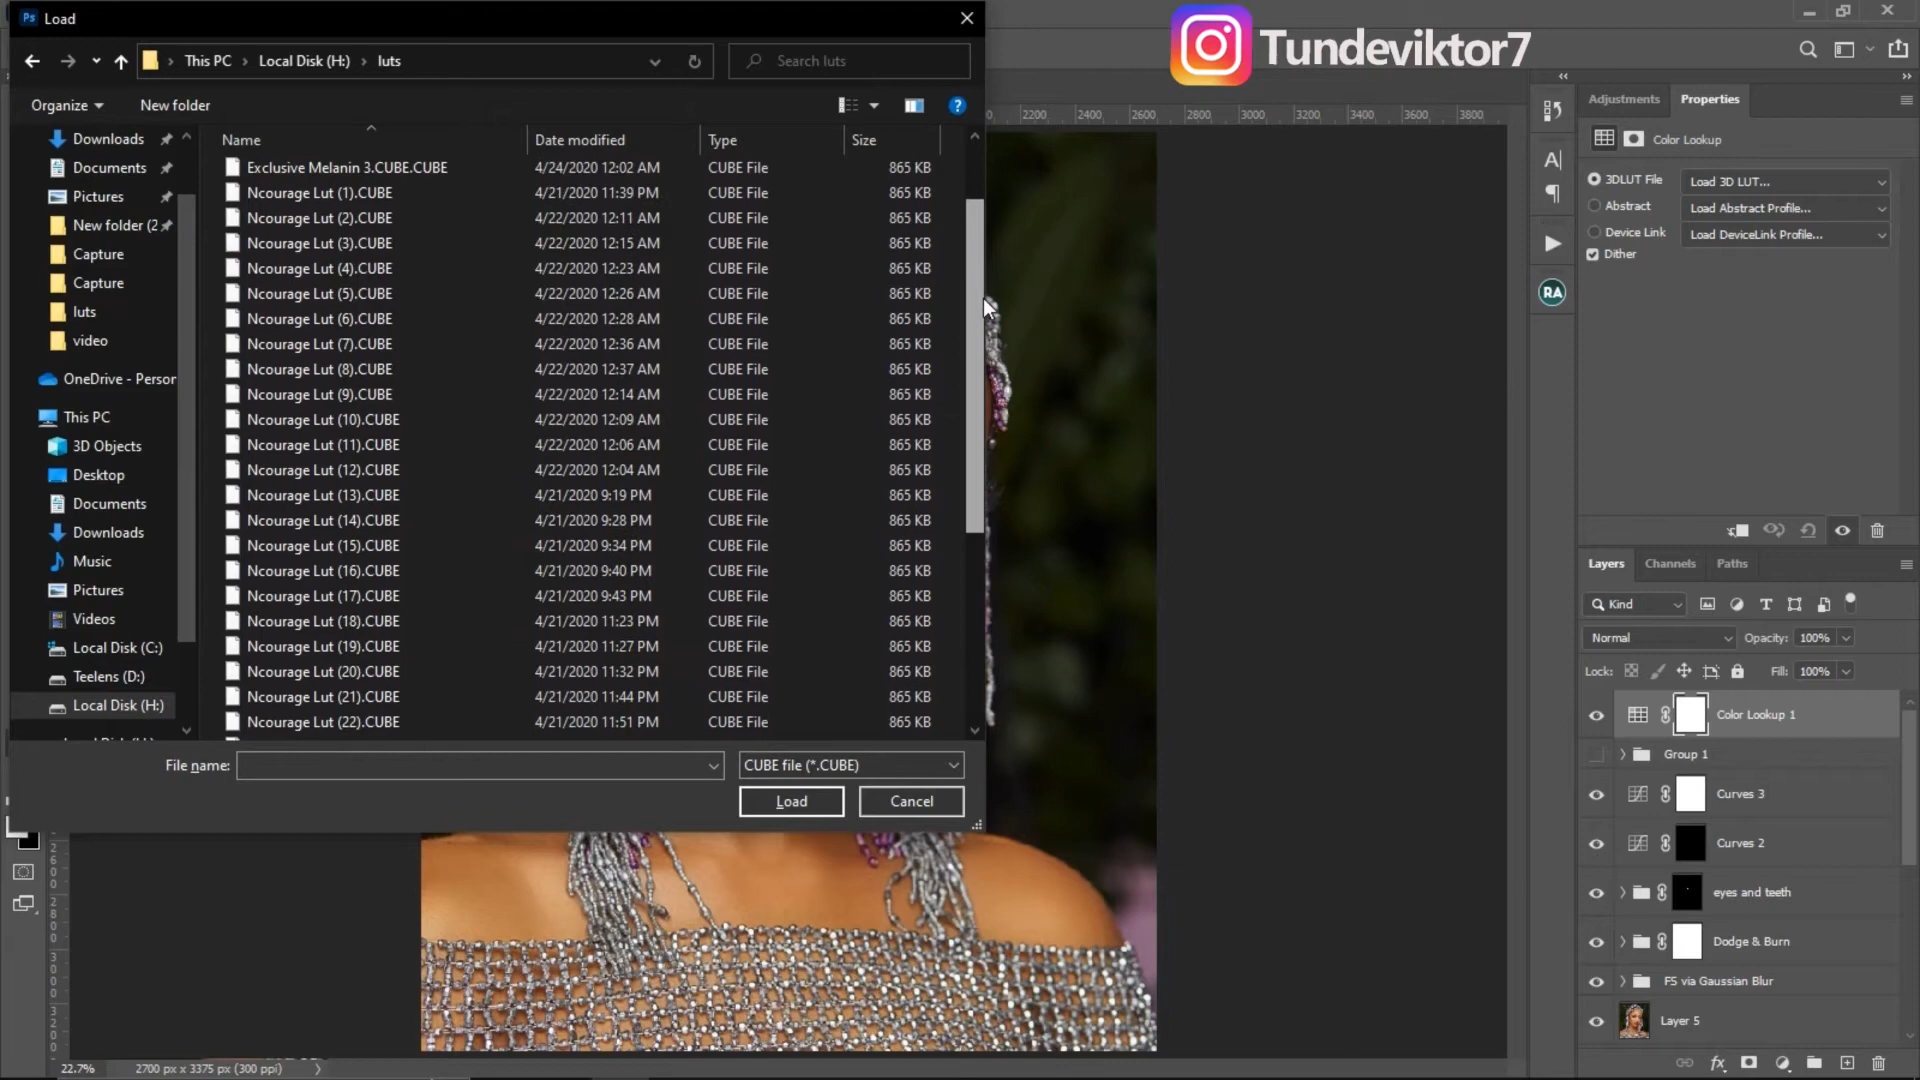 Ps Load
Tundeviktor7
This PC > Local Disk (H:) > luts
Search luts
Organize
New folder
Name Date modified Type Size
Downloads
Documents
Pictures
New folder (2
Capture
Capture
luts
video
OneDrive - Person
This PC
3D Objects
Desktop
Documents
Downloads
Music
Pictures
Videos
Local Disk (C:)
Teelens (D:)
Local Disk (H:)
Exclusive Melanin 3.CUBE.CUBE 4/24/2020 12:02 AM CUBE File 865 KB
Ncourage Lut (1).CUBE 4/21/2020 11:39 PM CUBE File 865 KB
Ncourage Lut (2).CUBE 4/22/2020 12:11 AM CUBE File 865 KB
Ncourage Lut (3).CUBE 4/22/2020 12:15 AM CUBE File 865 KB
Ncourage Lut (4).CUBE 4/22/2020 12:23 AM CUBE File 865 KB
Ncourage Lut (5).CUBE 4/22/2020 12:26 AM CUBE File 865 KB
Ncourage Lut (6).CUBE 4/22/2020 12:28 AM CUBE File 865 KB
Ncourage Lut (7).CUBE 4/22/2020 12:36 AM CUBE File 865 KB
Ncourage Lut (8).CUBE 4/22/2020 12:37 AM CUBE File 865 KB
Ncourage Lut (9).CUBE 4/22/2020 12:14 AM CUBE File 865 KB
Ncourage Lut (10).CUBE 4/22/2020 12:09 AM CUBE File 865 KB
Ncourage Lut (11).CUBE 4/22/2020 12:06 AM CUBE File 865 KB
Ncourage Lut (12).CUBE 4/22/2020 12:04 AM CUBE File 865 KB
Ncourage Lut (13).CUBE 4/21/2020 9:19 PM CUBE File 865 KB
Ncourage Lut (14).CUBE 4/21/2020 9:28 PM CUBE File 865 KB
Ncourage Lut (15).CUBE 4/21/2020 9:34 PM CUBE File 865 KB
Ncourage Lut (16).CUBE 4/21/2020 9:40 PM CUBE File 865 KB
Ncourage Lut (17).CUBE 4/21/2020 9:43 PM CUBE File 865 KB
Ncourage Lut (18).CUBE 4/21/2020 11:23 PM CUBE File 865 KB
Ncourage Lut (19).CUBE 4/21/2020 11:27 PM CUBE File 865 KB
Ncourage Lut (20).CUBE 4/21/2020 11:32 PM CUBE File 865 KB
Ncourage Lut (21).CUBE 4/21/2020 11:44 PM CUBE File 865 KB
Ncourage Lut (22).CUBE 4/21/2020 11:51 PM CUBE File 865 KB
File name:
CUBE file (*.CUBE)
Load
Cancel
2200 2400 2600 2800 3000 3200 3400 3600 3800
RA
Adjustments Properties
Color Lookup
3DLUT File Load 3D LUT...
Abstract Load Abstract Profile...
Device Link Load DeviceLink Profile...
Dither
Layers Channels Paths
Kind
Normal Opacity: 100%
Lock: Fill: 100%
Color Lookup 1
Group 1
Curves 3
Curves 2
eyes and teeth
Dodge & Burn
FS via Gaussian Blur
Layer 5
fx
22.7% 2700 px x 3375 px (300 ppi)